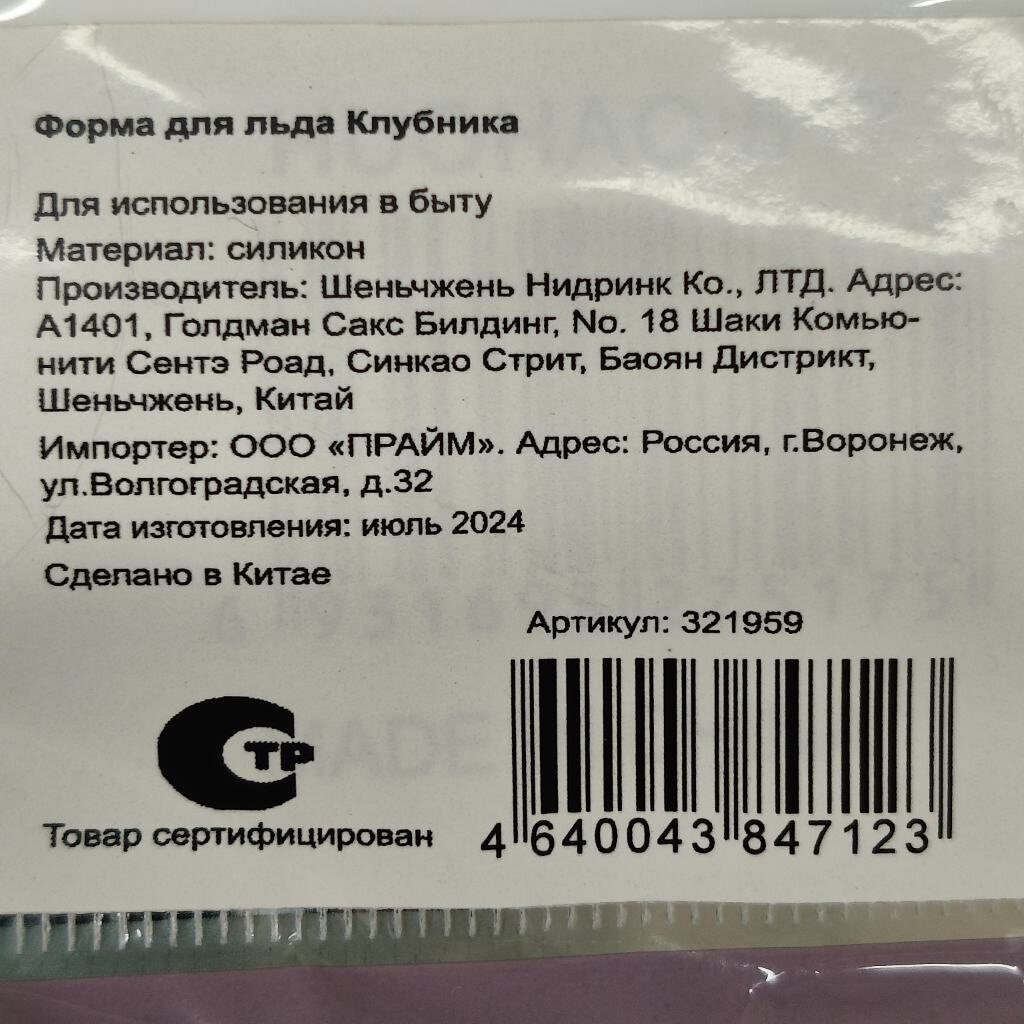 Форма для льда Клубника
Для использования в быту
Материал: силикон
Производитель: Шеньчжень Нидринк Ко., ЛТД. Адрес:
А1401, Голдман Сакс Билдинг, No. 18 Шаки Комью-
нити Сентэ Роад, Синкао Стрит, Баоян Дистрикт,
Шеньчжень, Китай
Импортер: ООО «ПРАЙМ». Адрес: Россия, г.Воронеж,
ул.Волгоградская, д.32
Дата изготовления: июль 2024
Сделано в Китае
Артикул: 321959
СТР
Товар сертифицирован
4 640043 847123